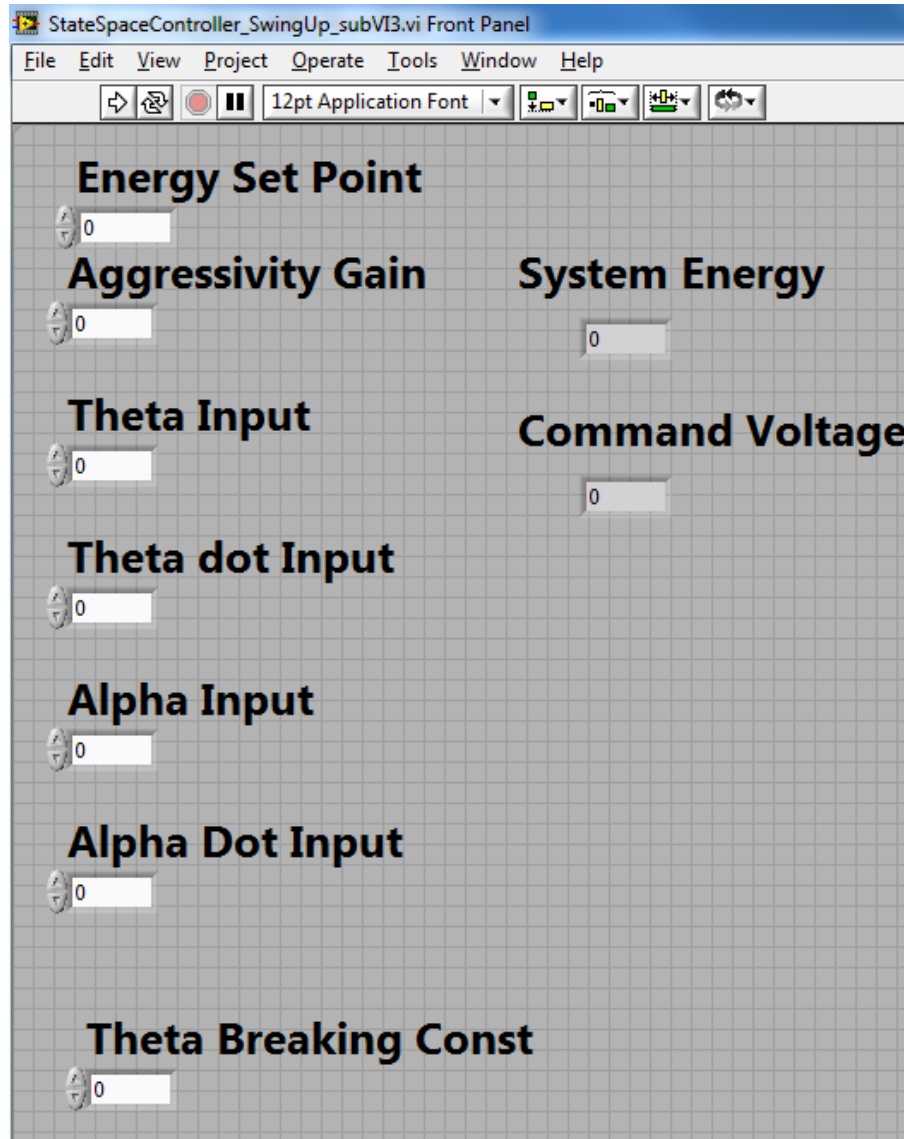 StateSpaceController_SwingUp_subVI3.vi Front Panel
File Edit View Project Operate Tools Window Help
12pt Application Font
Energy Set Point
0
Aggressivity Gain
0
System Energy
0
Theta Input
0
Command Voltage
0
Theta dot Input
0
Alpha Input
0
Alpha Dot Input
0
Theta Breaking Const
0